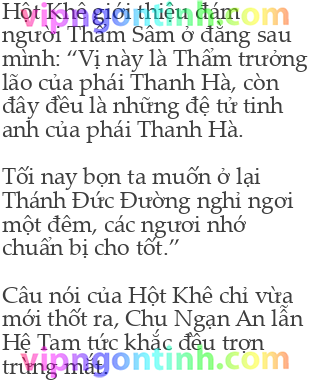 Hột Khê giới thiệu đám
người Thẩm Sâm ở đằng sau
mình: “Vị này là Thẩm trưởng
lão của phái Thanh Hà, còn
đây đều là những đệ tử tinh
anh của phái Thanh Hà.
Tối nay bọn ta muốn ở lại
Thánh Đức Đường nghỉ ngơi
một đêm, các ngươi nhớ
chuẩn bị cho tốt.”
Câu nói của Hột Khê chỉ vừa
mới thốt ra, Chu Ngạn An lẫn
Hệ Tam tức khắc đều trợn
trừng mắt.
vipngontinh.com
vipngontinh.com